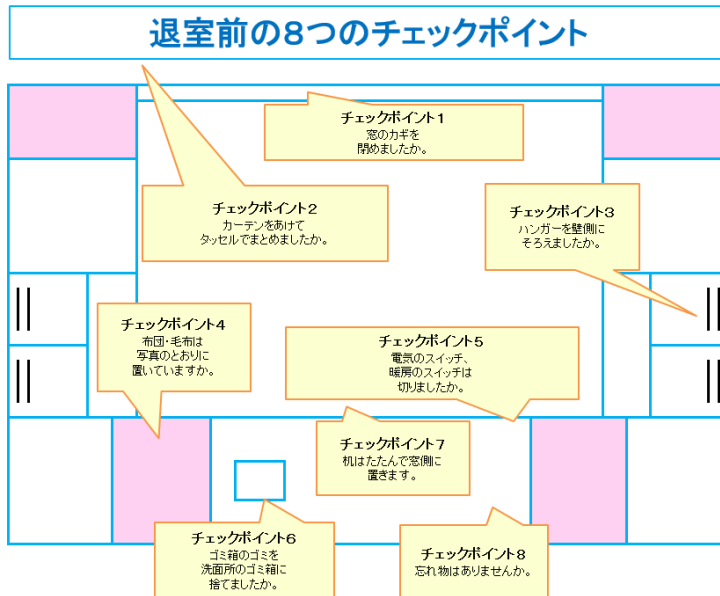 退室前の8つのチェックポイント
チェックポイント1
窓のカギを
閉めましたか。
チェックポイント2
カーテンをあけて
タッセルでまとめましたか。
チェックポイント3
ハンガーを壁側に
そろえましたか。
チェックポイント4
布団・毛布は
写真のとおりに
置いていますか。
チェックポイント5
電気のスイッチ、
暖房のスイッチは
切りましたか。
チェックポイント7
机はたたんで窓側に
置きます。
チェックポイント6
ゴミ箱のゴミを
洗面所のゴミ箱に
捨てましたか。
チェックポイント8
忘れ物はありませんか。